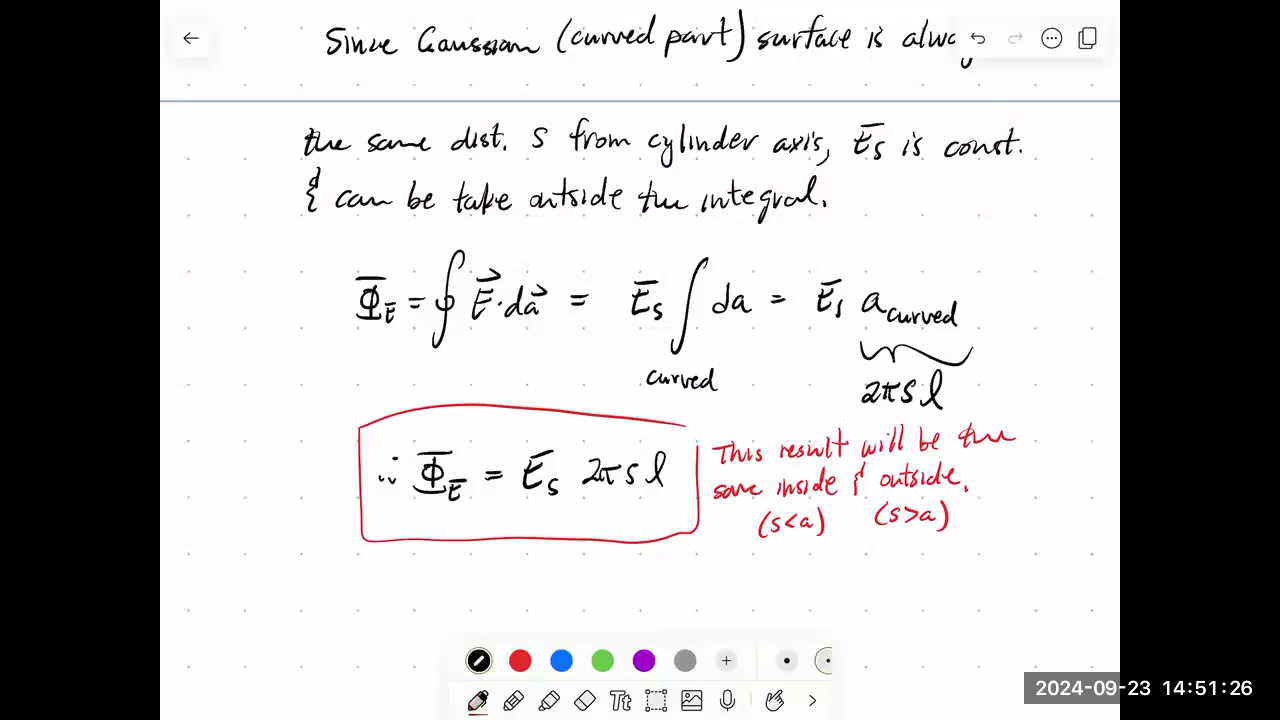 Since Gaussian (curved part) surface is alwa
the same dist. s from cylinder axis, E_s is const.
& can be take outside the integral.
Φ_E = ∮ E⃗ · da⃗ = E_s ∫ da = E_s a_curved
curved
2πsl
∴ Φ_E = E_s 2πsl
This result will be the
same inside & outside.
(s<a) (s>a)
Tt
2024-09-23 14:51:26